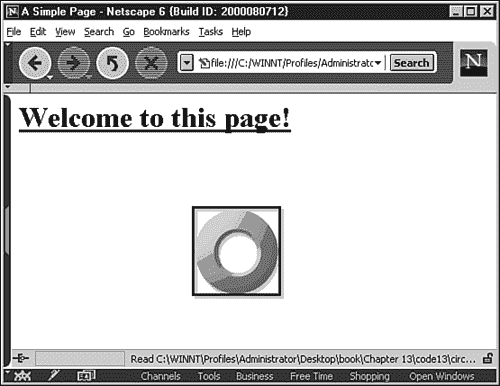 A Simple Page - Netscape 6 {Build ID: 2000080712}
File Edit View Search Go Bookmarks Tasks Help
file:///C:/WINNT/Profiles/Administrato Search N
Welcome to this page!
Read C:\WINNT\Profiles\Administrator\Desktop\book\Chapter 13\code13\circ...
Channels Tools Business Free Time Shopping Open Windows